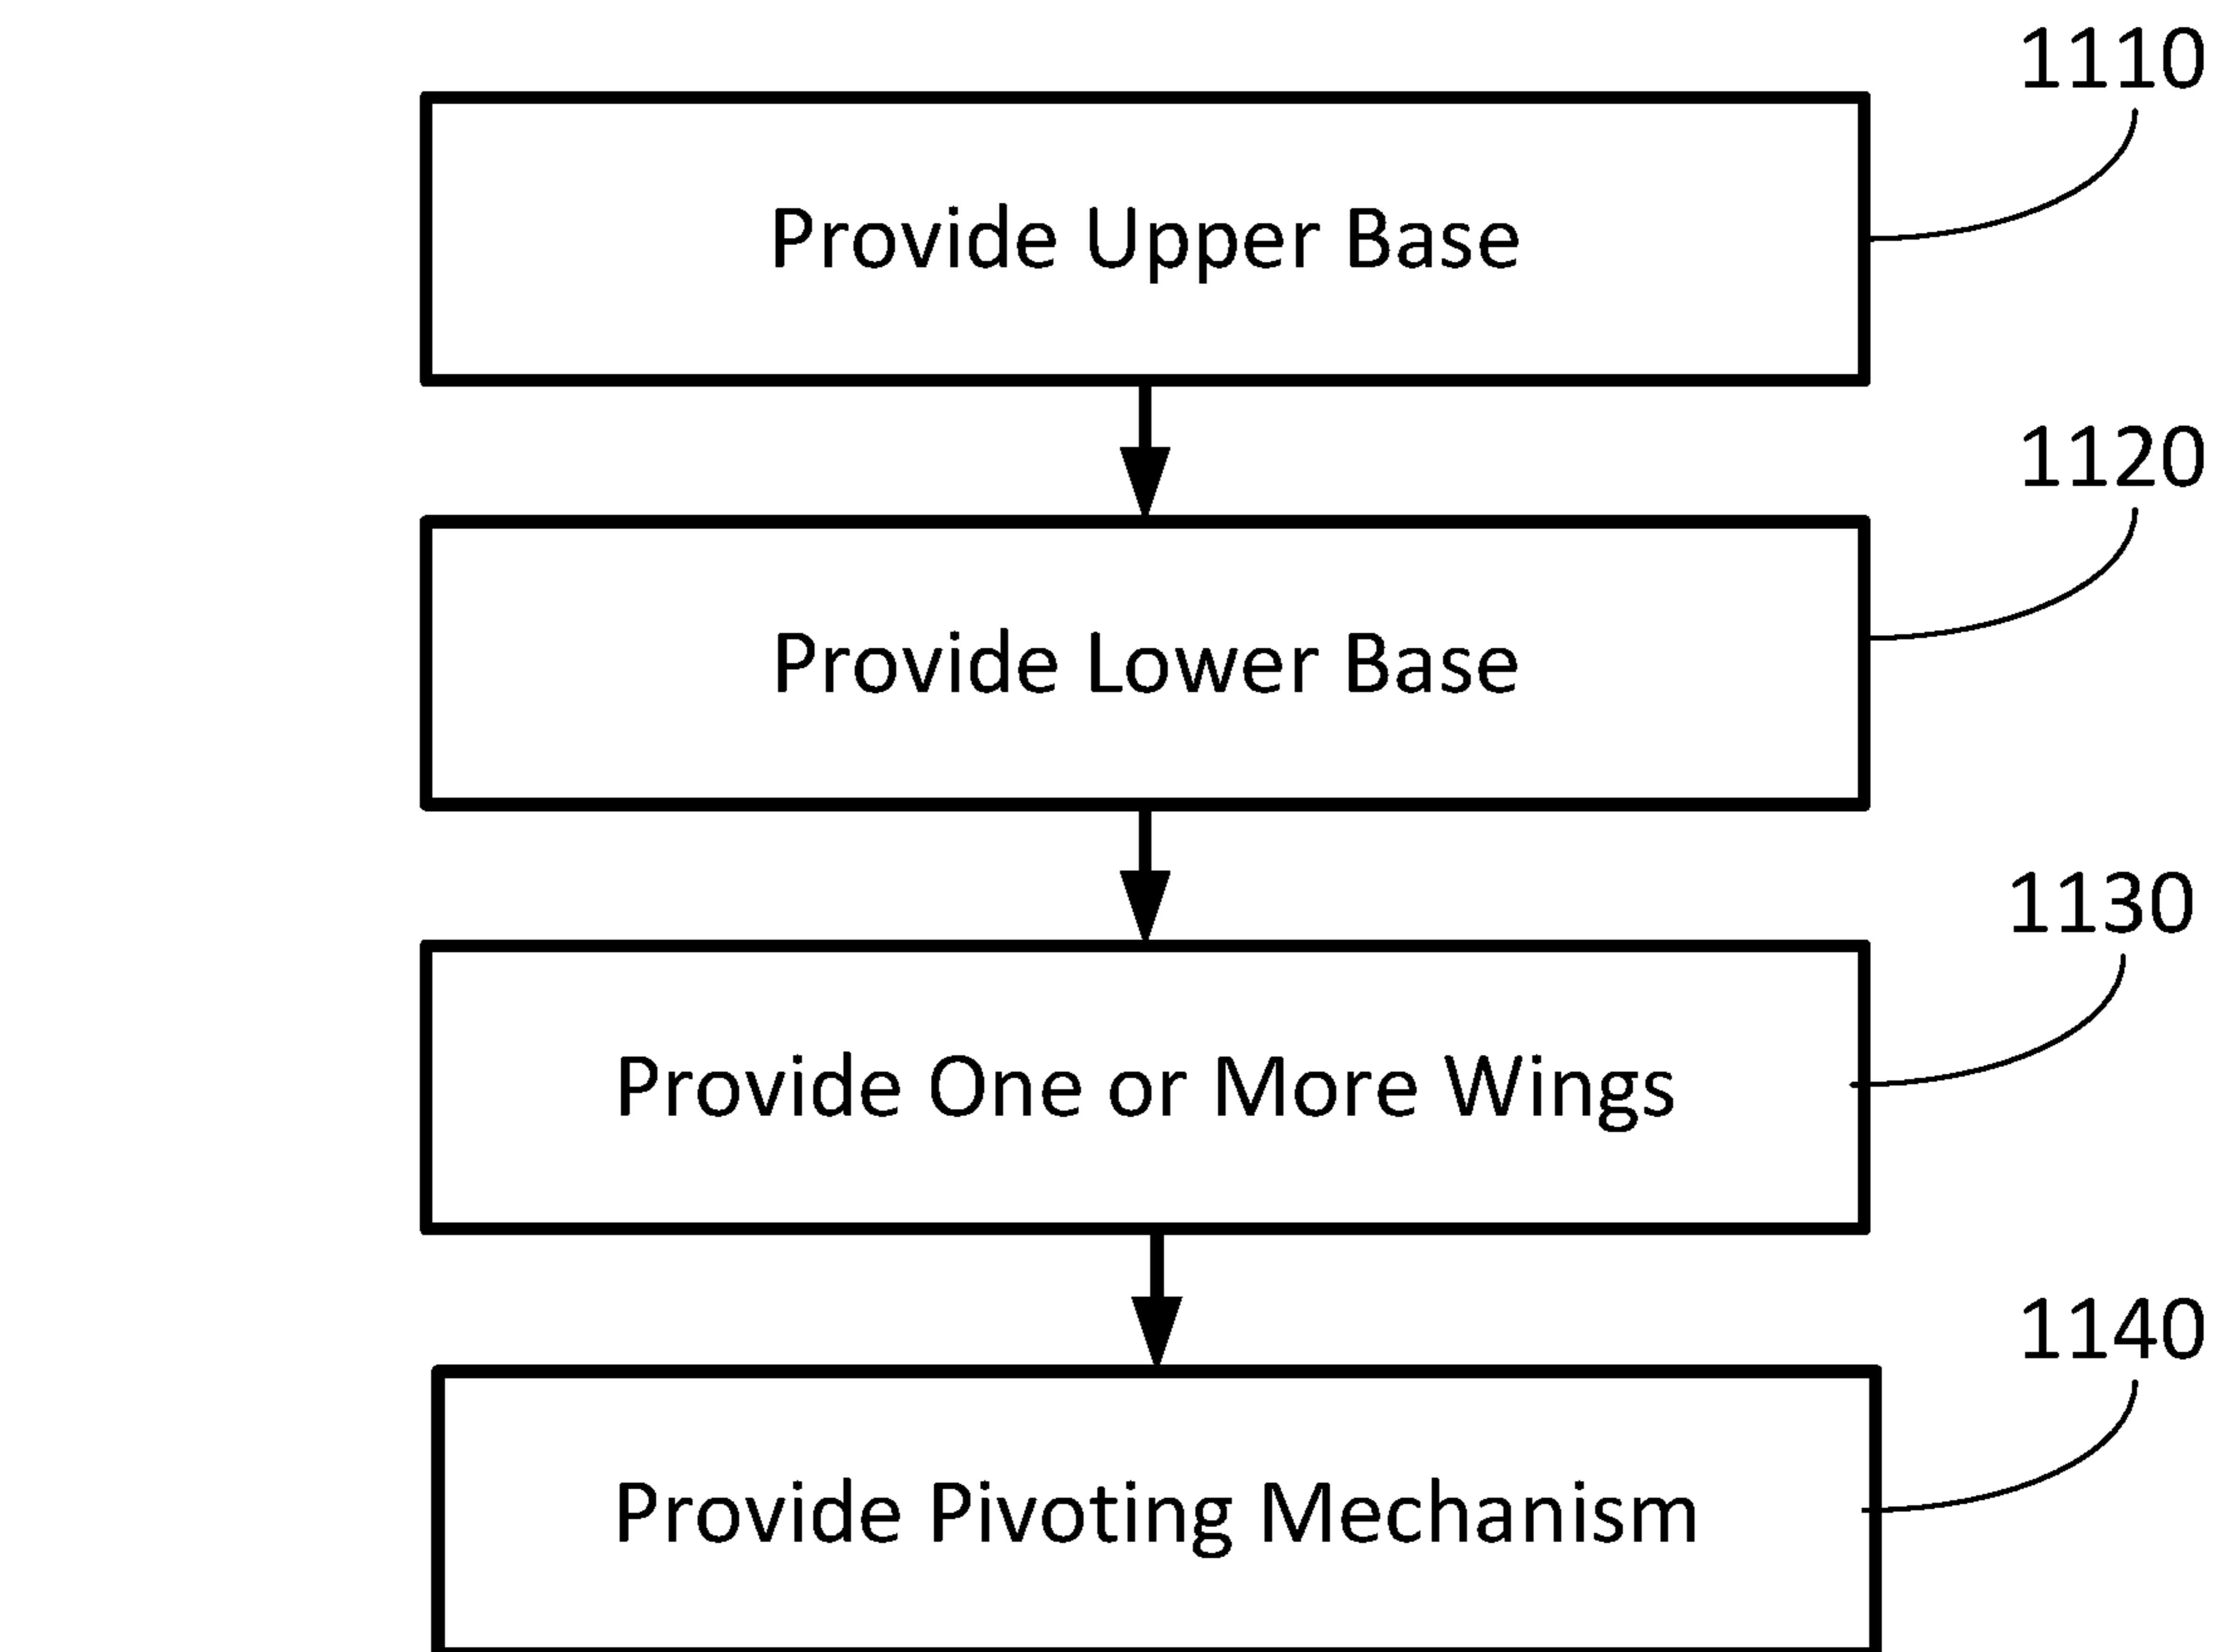 1110
Provide Upper Base
1120
Provide Lower Base
1130
Provide One or More Wings
1140
Provide Pivoting Mechanism